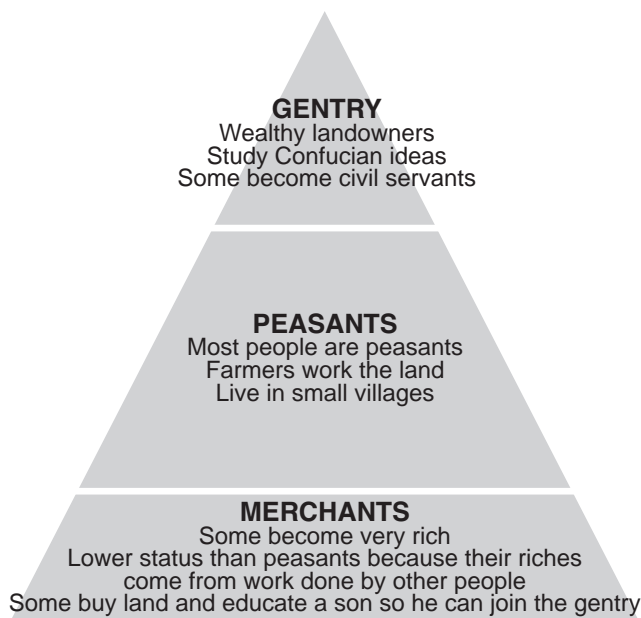 GENTRY
Wealthy landowners
Study Confucian ideas
Some become civil servants
PEASANTS
Most people are peasants
Farmers work the land
Live in small villages
MERCHANTS
Some become very rich
Lower status than peasants because their riches
come from work done by other people
Some buy land and educate a son so he can join the gentry